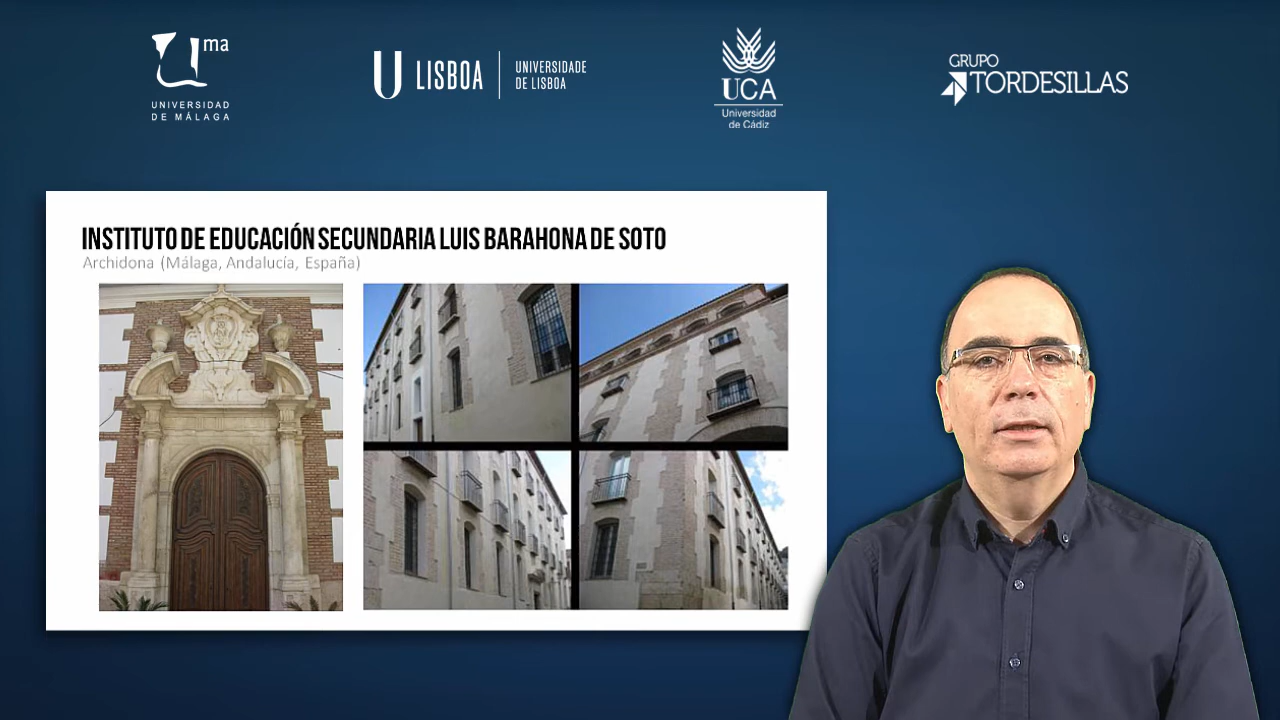 uma
UNIVERSIDAD
DE MÁLAGA
U LISBOA
UNIVERSIDADE
DE LISBOA
UCA
Universidad
de Cádiz
GRUPO
TORDESILLAS
INSTITUTO DE EDUCACIÓN SECUNDARIA LUIS BARAHONA DE SOTO
Archidona (Málaga, Andalucía, España)